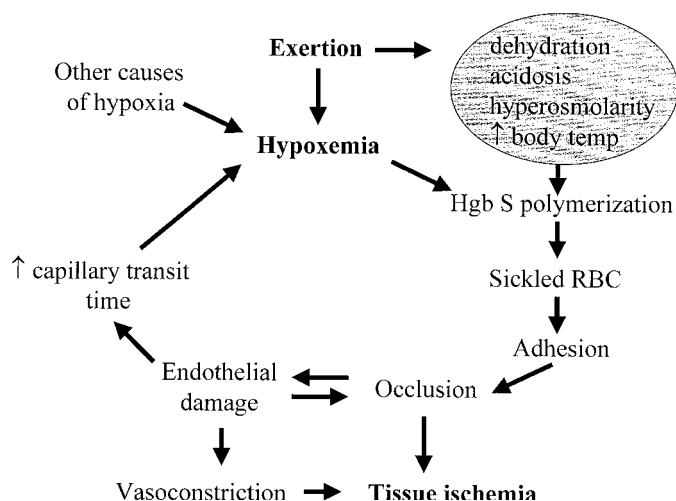 Exertion
dehydration
acidosis
hyperosmolarity
↑ body temp
Other causes
of hypoxia
Hypoxemia
Hgb S polymerization
↑ capillary transit
time
Sickled RBC
Adhesion
Endothelial
damage
Occlusion
Vasoconstriction
Tissue ischemia